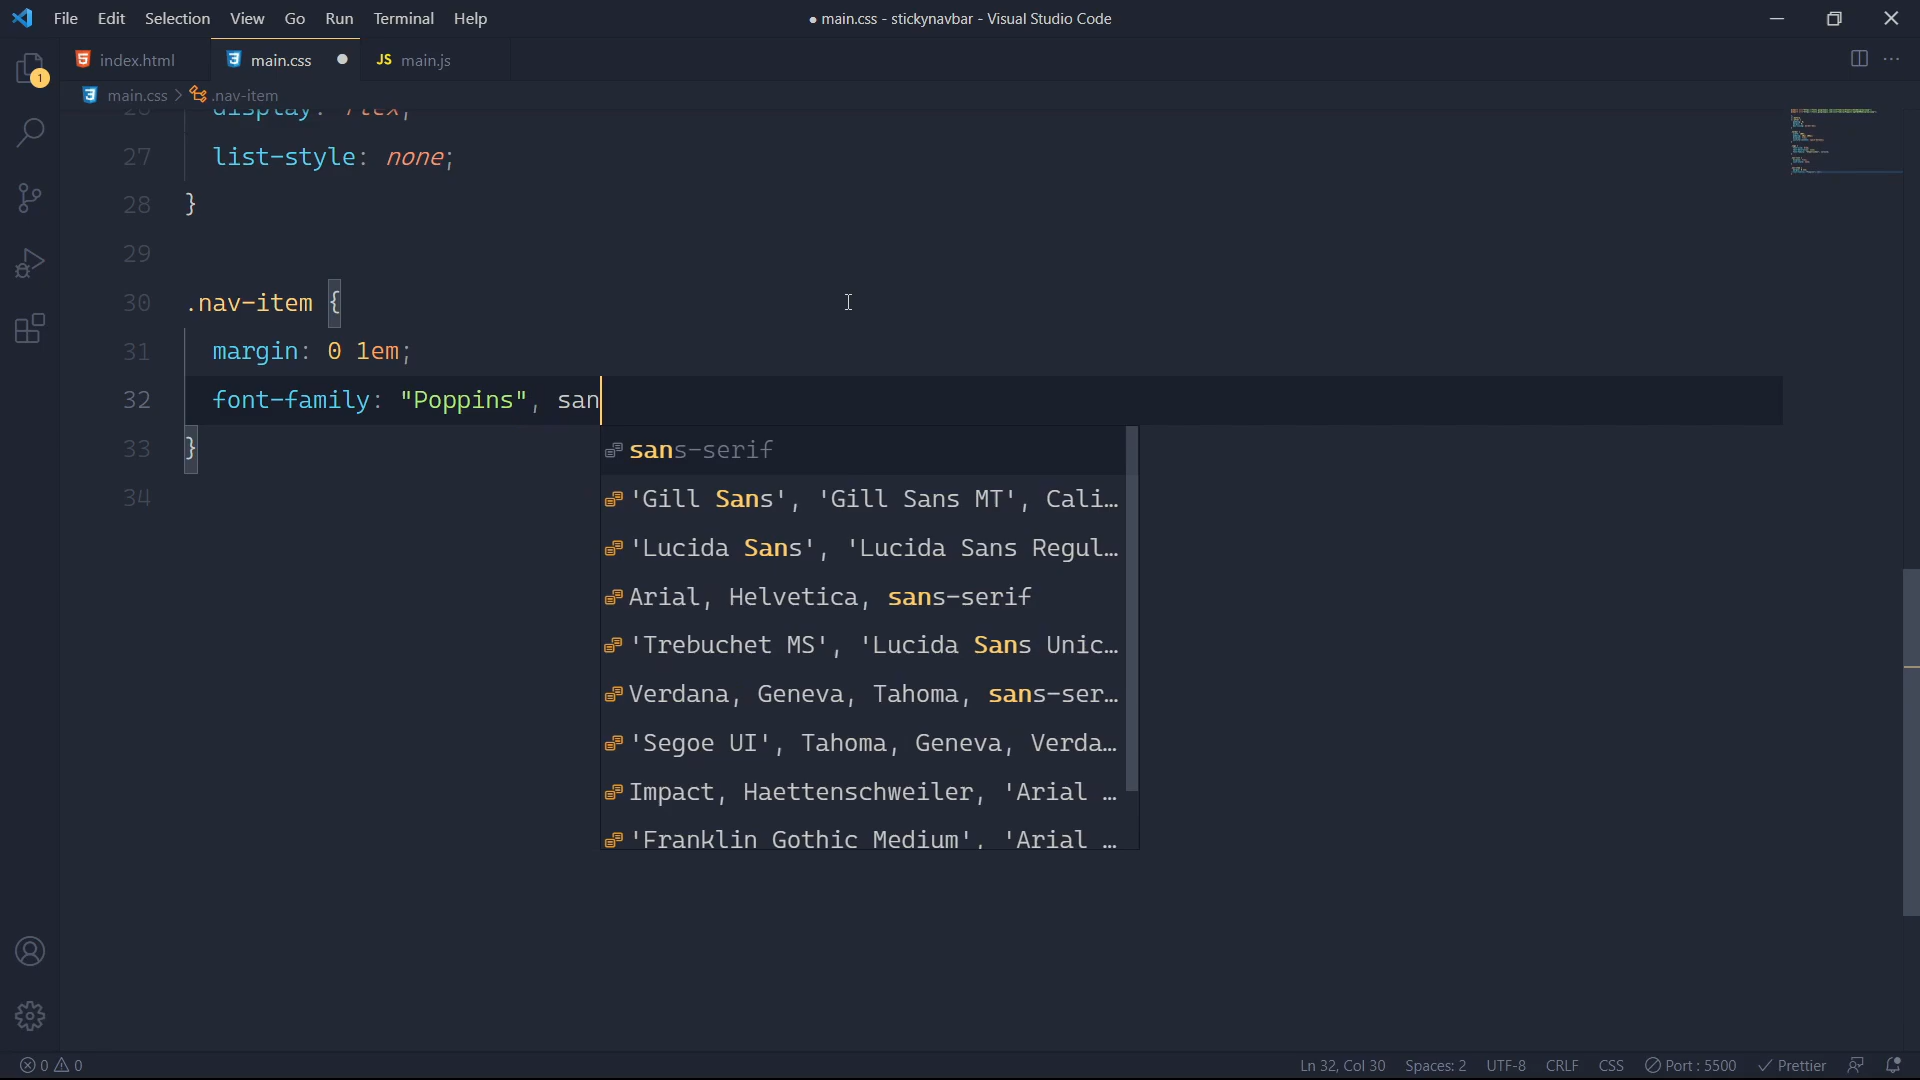 File Edit Selection View Go Run Terminal Help
● main.css - stickynavbar - Visual Studio Code
index.html
main.css
JS main.js
main.css > .nav-item
26 display: flex;
27 list-style: none;
28 }
29
30 .nav-item {
31 margin: 0 1em;
32 font-family: "Poppins", san
33 }
34
sans-serif
'Gill Sans', 'Gill Sans MT', Cali…
'Lucida Sans', 'Lucida Sans Regul…
Arial, Helvetica, sans-serif
'Trebuchet MS', 'Lucida Sans Unic…
Verdana, Geneva, Tahoma, sans-ser…
'Segoe UI', Tahoma, Geneva, Verda…
Impact, Haettenschweiler, 'Arial …
'Franklin Gothic Medium', 'Arial …
1
0 0
Ln 32, Col 30 Spaces: 2 UTF-8 CRLF CSS Port : 5500 Prettier